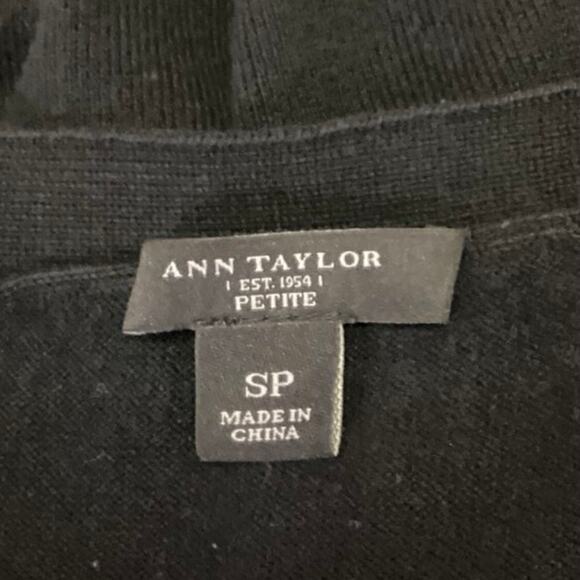 ANN TAYLOR
| EST. 1954 |
PETITE
SP
MADE IN
CHINA